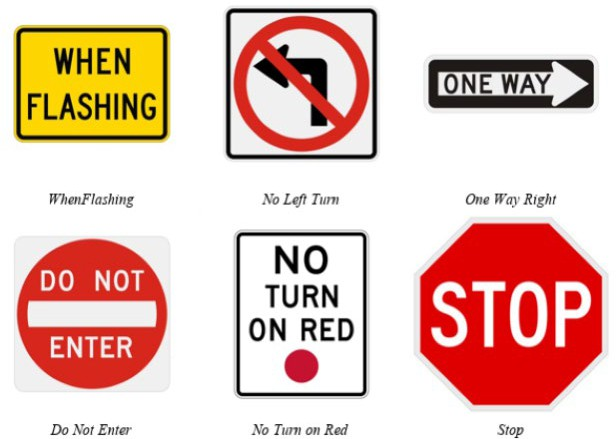 WHEN
FLASHING
ONE WAY
WhenFlashing
No Left Turn
One Way Right
DO NOT
ENTER
NO
TURN
ON RED
STOP
Do Not Enter
No Turn on Red
Stop